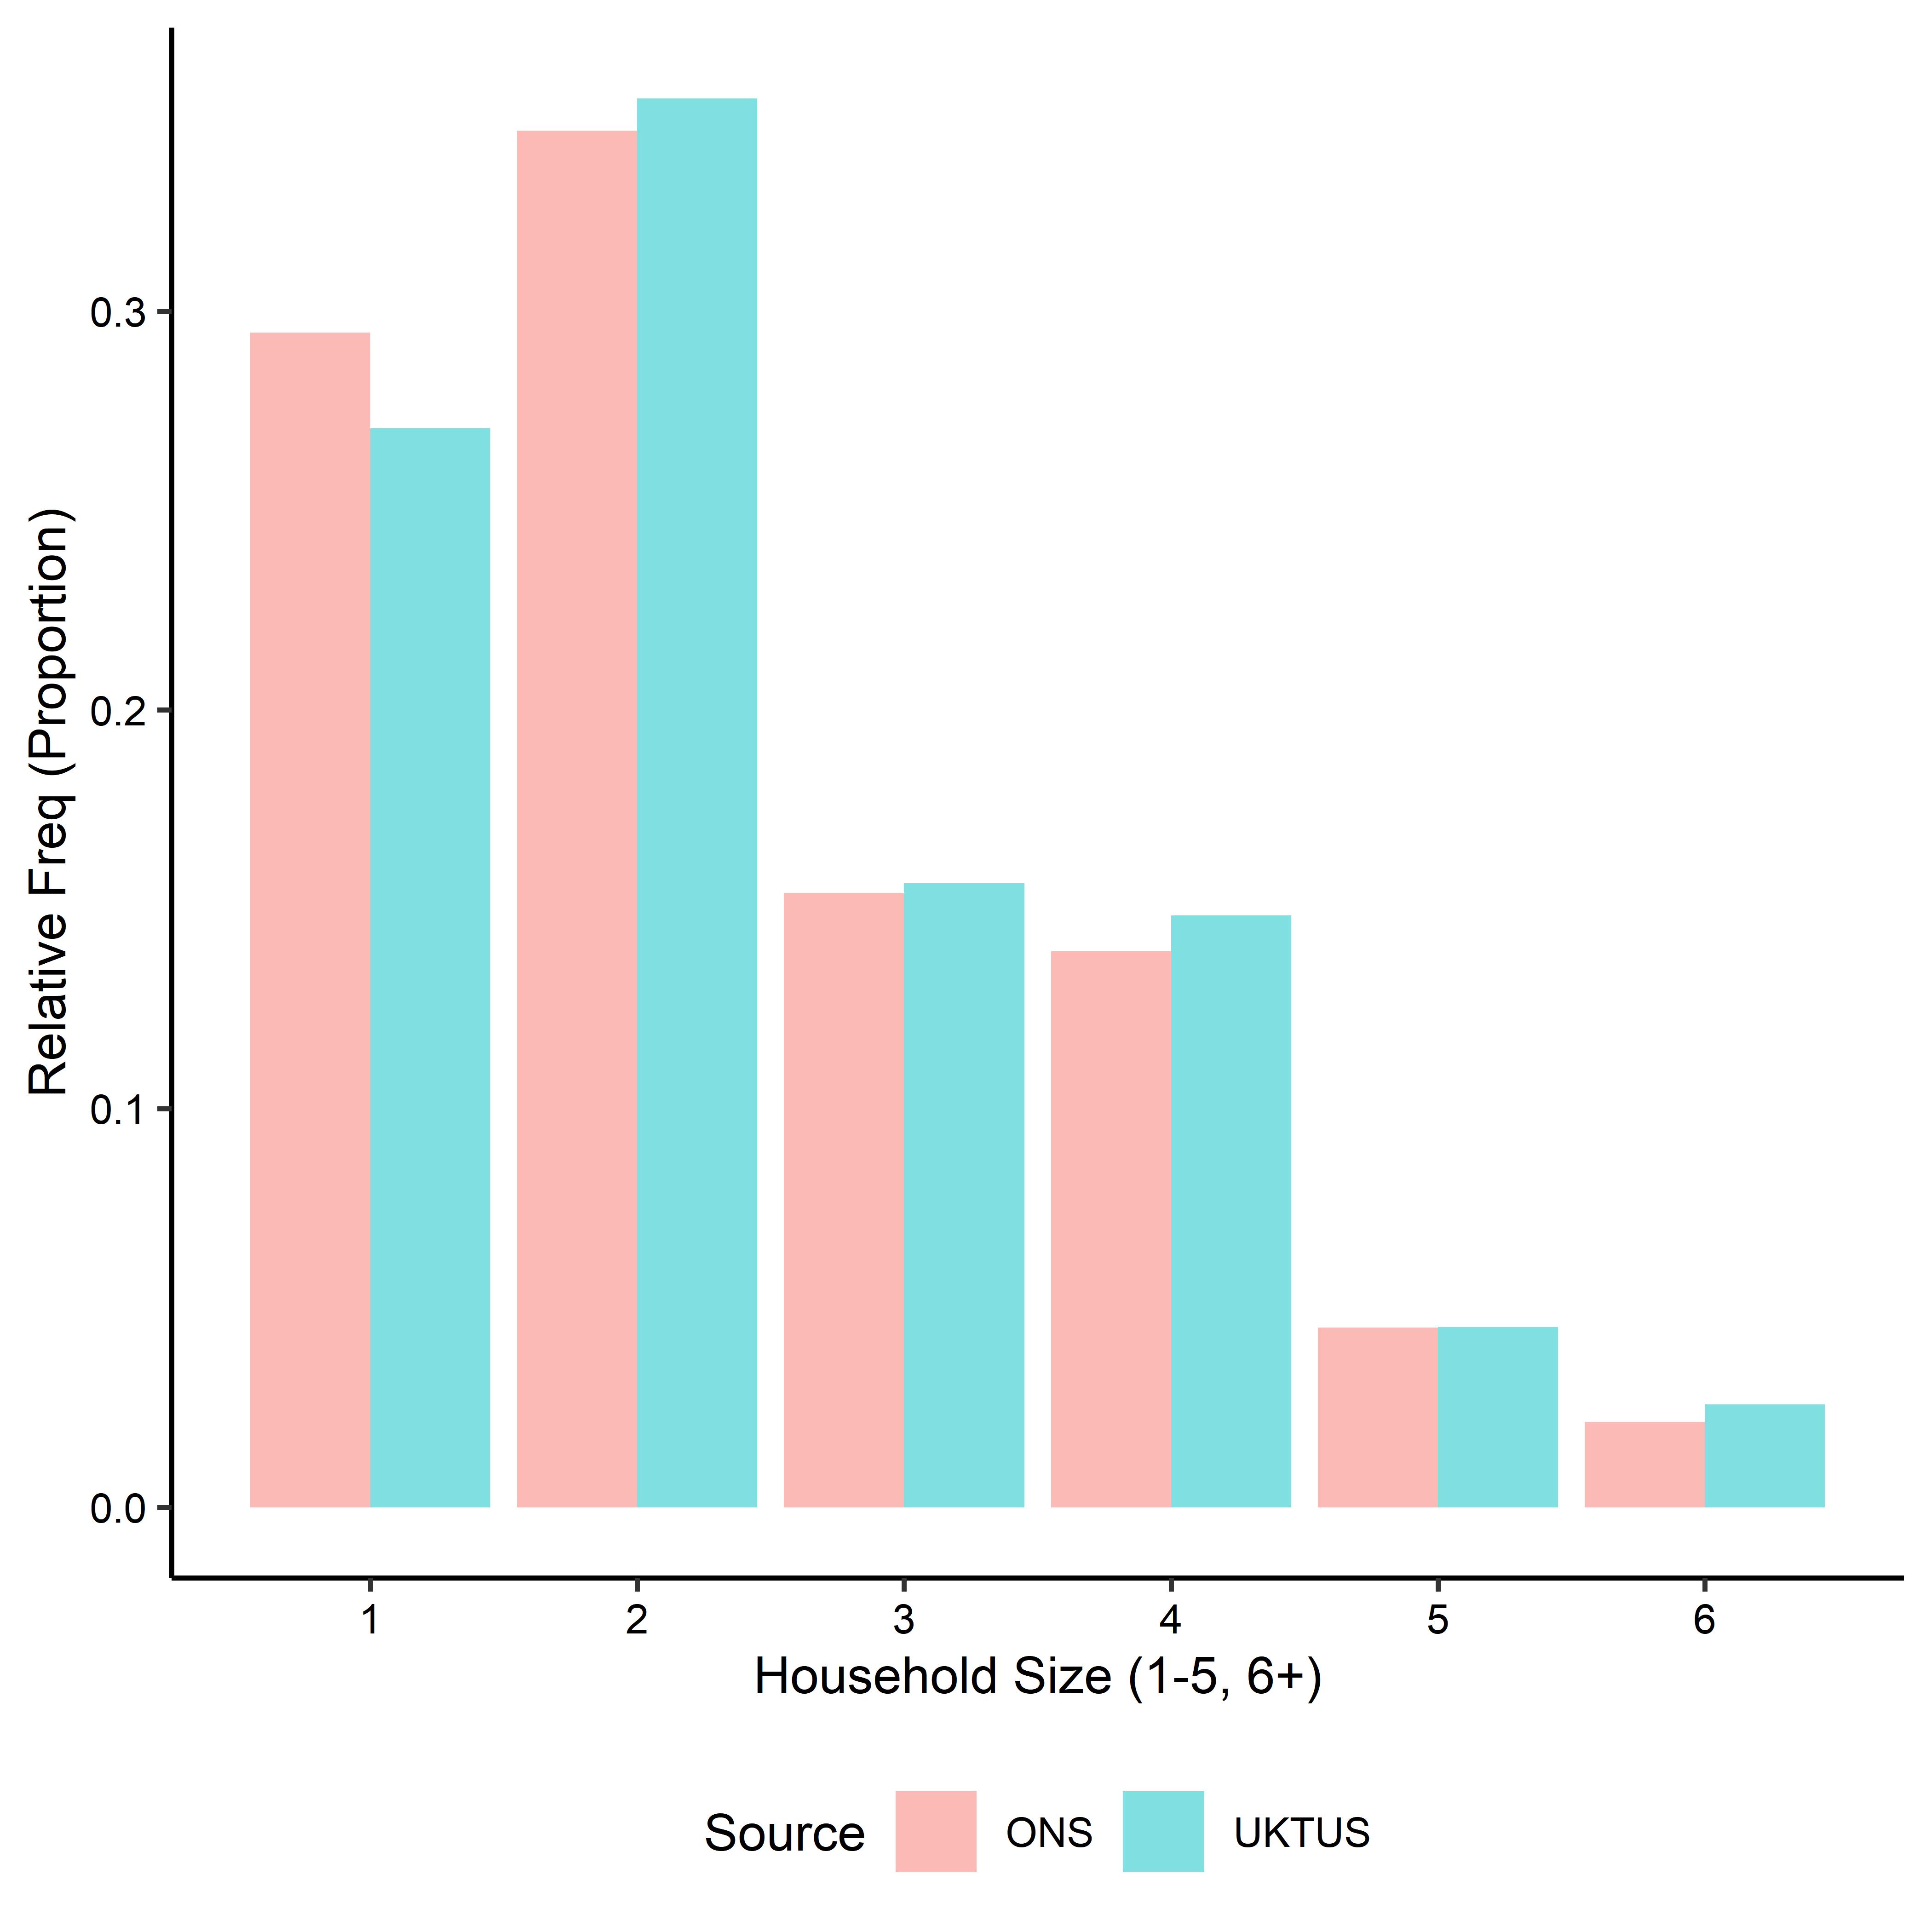 Relative Freq (Proportion)
0.3
0.2
0.1
0.0
1 2 3 4 5 6
Household Size (1-5, 6+)
Source ONS UKTUS